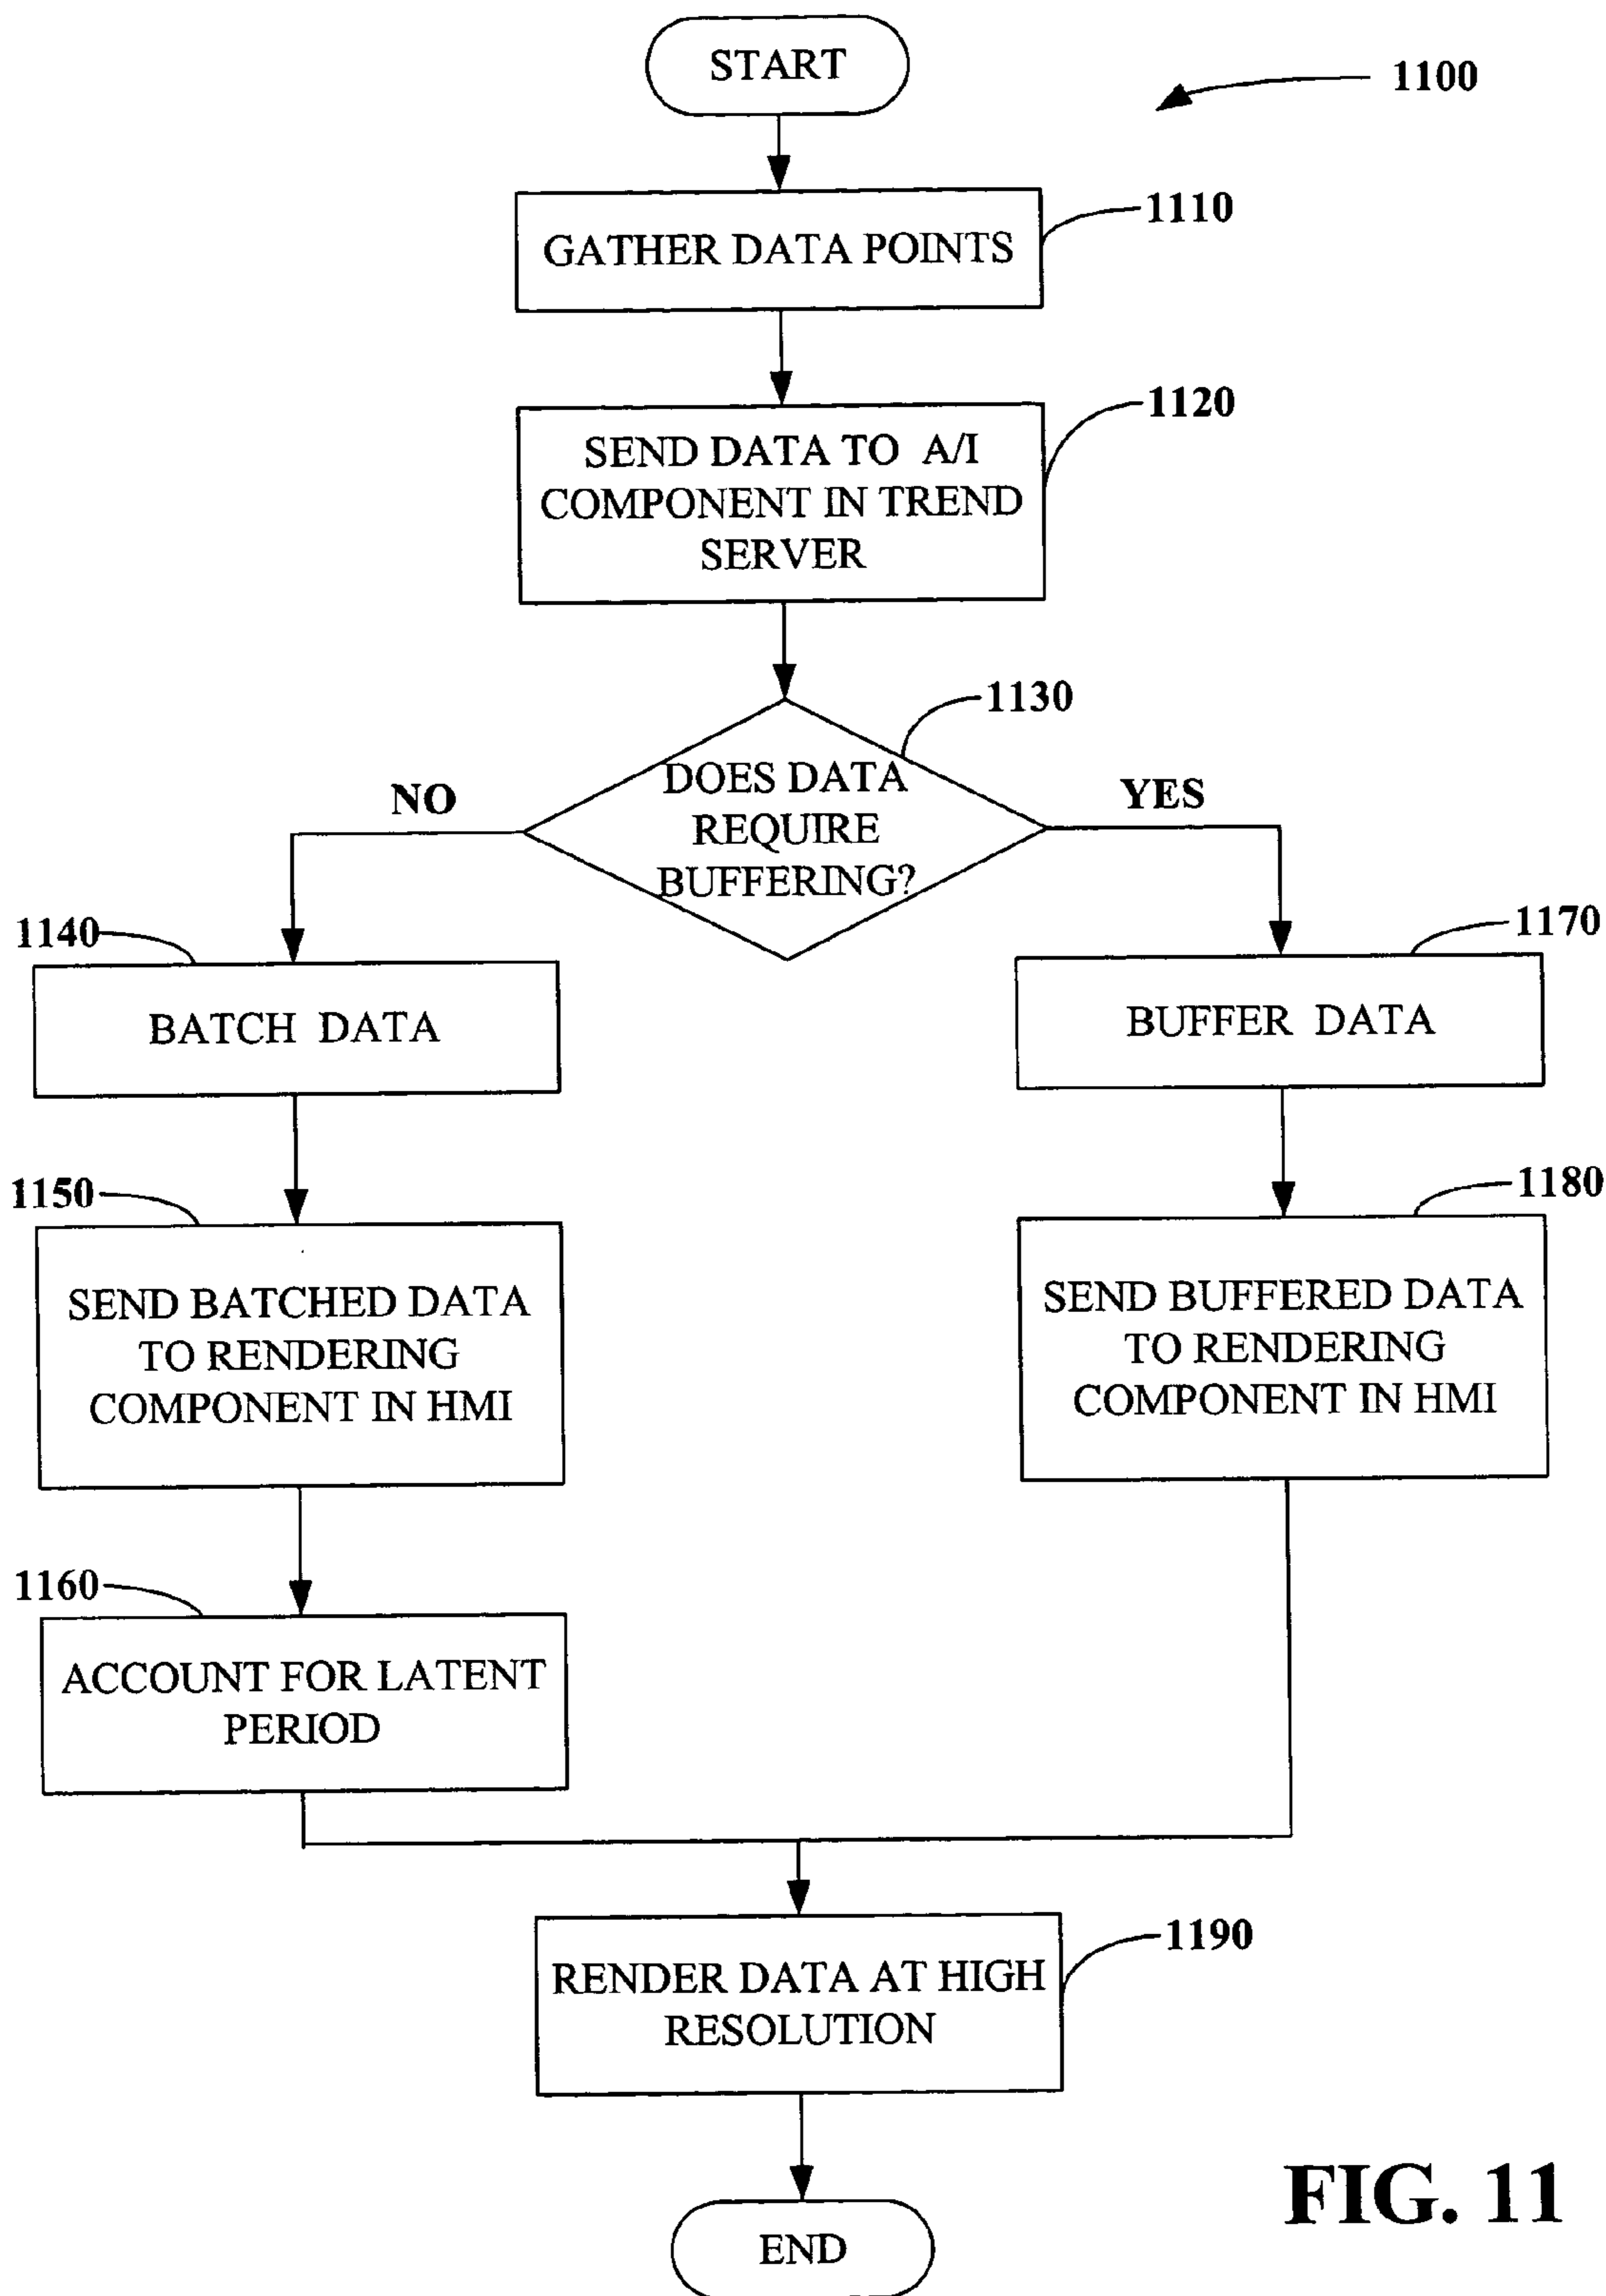 START
1100
GATHER DATA POINTS
1110
SEND DATA TO A/I
COMPONENT IN TREND
SERVER
1120
1130
DOES DATA
REQUIRE
BUFFERING?
NO
YES
1140
BATCH DATA
1170
BUFFER DATA
1150
SEND BATCHED DATA
TO RENDERING
COMPONENT IN HMI
1180
SEND BUFFERED DATA
TO RENDERING
COMPONENT IN HMI
1160
ACCOUNT FOR LATENT
PERIOD
1190
RENDER DATA AT HIGH
RESOLUTION
END
FIG. 11